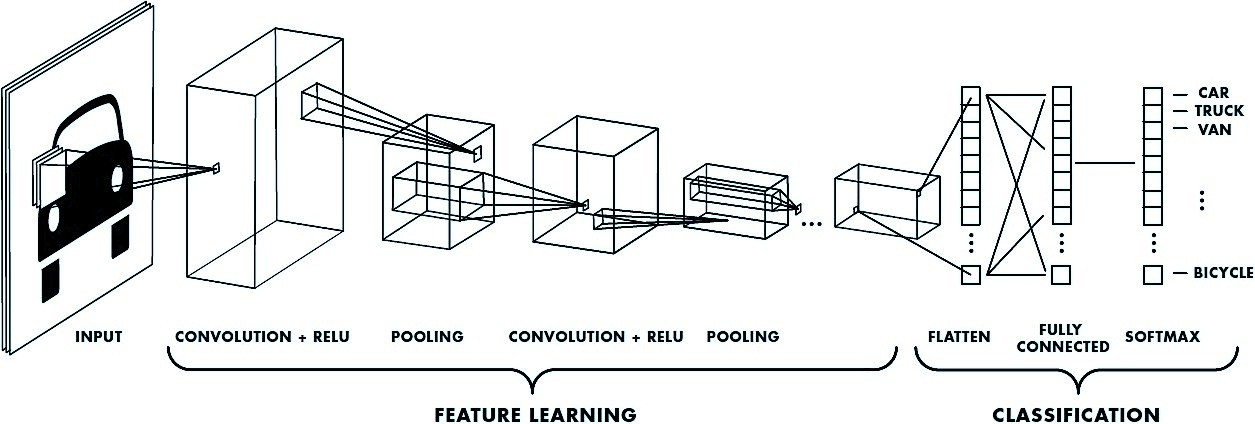 CAR
TRUCK
VAN
BICYCLE
INPUT
CONVOLUTION + RELU
POOLING
CONVOLUTION + RELU
POOLING
FLATTEN
FULLY
CONNECTED
SOFTMAX
FEATURE LEARNING
CLASSIFICATION